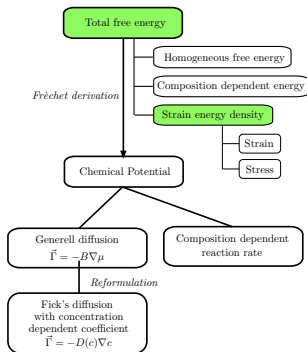 Total free energy
Homogeneous free energy
Composition dependent energy
Frèchet derivation
Strain energy density
Strain
Stress
Chemical Potential
Generell diffusion
Γ⃗ = −B∇μ
Composition dependent
reaction rate
Reformulation
Fick's diffusion
with concentration
dependent coefficient
Γ⃗ = −D(c)∇c